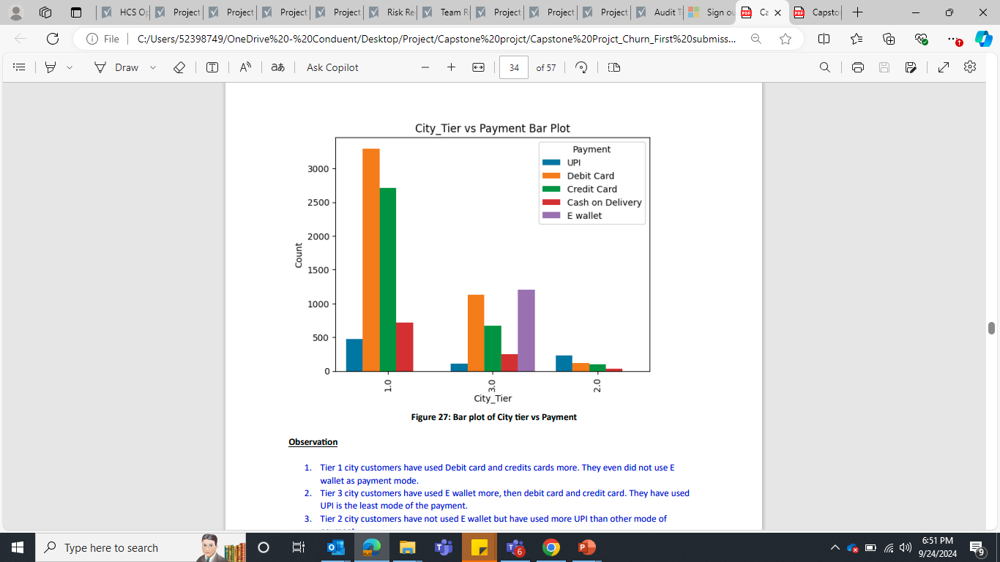 HCS Op
Project
Project
Project
Project
Risk Re
Team R
Project
Project
Project
Audit T
Sign ou
Ca
Capsto
File
C:/Users/52398749/OneDrive%20-%20Conduent/Desktop/Project/Capstone%20projct/Capstone%20Projct_Churn_First%20submiss...
Draw
Ask Copilot
34
of 57
City_Tier vs Payment Bar Plot
Payment
UPI
Debit Card
Credit Card
Cash on Delivery
E wallet
3000
2500
2000
1500
1000
500
0
Count
1.0
3.0
2.0
City_Tier
Figure 27: Bar plot of City tier vs Payment
Observation
1. Tier 1 city customers have used Debit card and credits cards more. They even did not use E
wallet as payment mode.
2. Tier 3 city customers have used E wallet more, then debit card and credit card. They have used
UPI is the least mode of the payment.
3. Tier 2 city customers have not used E wallet but have used more UPI than other mode of
Type here to search
6
6:51 PM
9/24/2024
9